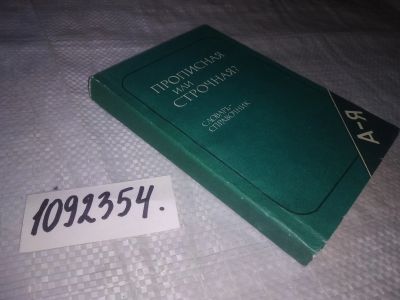 ПРОПИСНАЯ
ИЛИ
СТРОЧНАЯ?
СЛОВАРЬ-
СПРАВОЧНИК
А-Я
1092354.